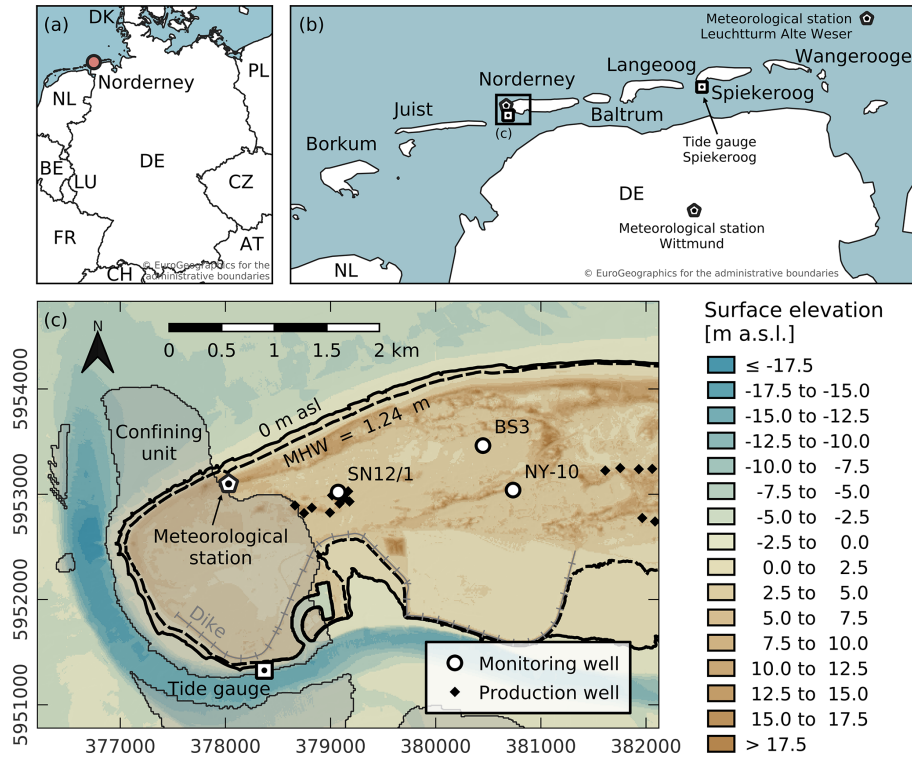 (a)
DK
Norderney
PL
NL
BE
DE
LU
CZ
FR
AT
CH
© EuroGeographics for the
administrative boundaries
(b)
Meteorological station
Leuchtturm Alte Weser
Wangerooge
Langeoog
Norderney
Spiekeroog
Juist
Baltrum
(c)
Borkum
Tide gauge
Spiekeroog
DE
Meteorological station
Wittmund
NL
© EuroGeographics for the administrative boundaries
(c)
N
0 0.5 1 1.5 2 km
0 m asl
MHW = 1.24 m
Confining
unit
BS3
SN12/1
NY-10
Meteorological
station
Dike
Tide gauge
Monitoring well
Production well
5954000
5953000
5952000
5951000
377000 378000 379000 380000 381000 382000
Surface elevation
[m a.s.l.]
≤ -17.5
-17.5 to -15.0
-15.0 to -12.5
-12.5 to -10.0
-10.0 to -7.5
-7.5 to -5.0
-5.0 to -2.5
-2.5 to 0.0
0.0 to 2.5
2.5 to 5.0
5.0 to 7.5
7.5 to 10.0
10.0 to 12.5
12.5 to 15.0
15.0 to 17.5
> 17.5